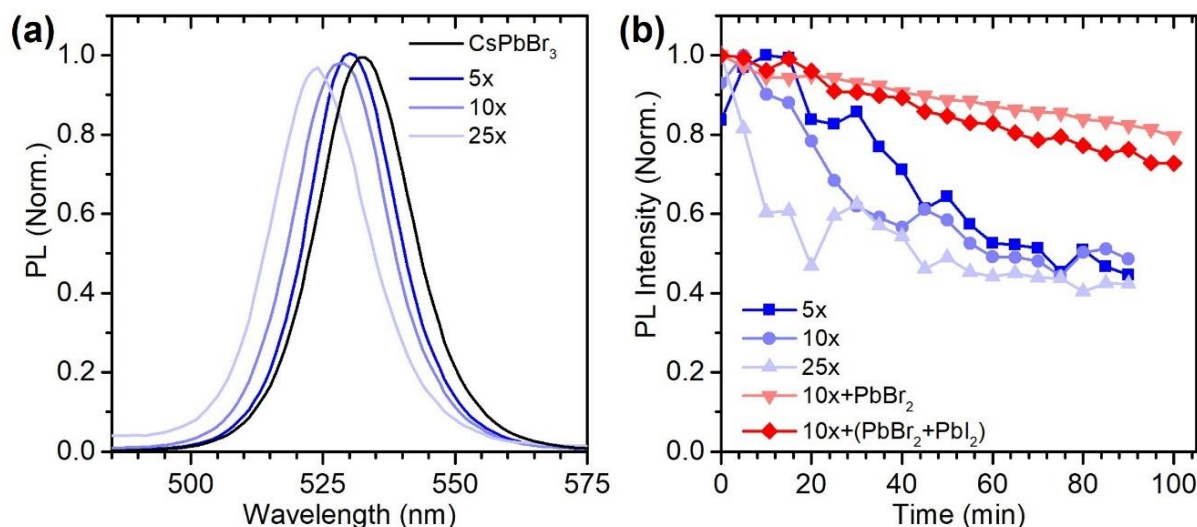 (a)
PL (Norm.)
1.0
0.8
0.6
0.4
0.2
0.0
CsPbBr3
5x
10x
25x
500
525
550
575
Wavelength (nm)
(b)
PL Intensity (Norm.)
1.0
0.8
0.6
0.4
0.2
0.0
5x
10x
25x
10x+PbBr2
10x+(PbBr2+PbI2)
0
20
40
60
80
100
Time (min)